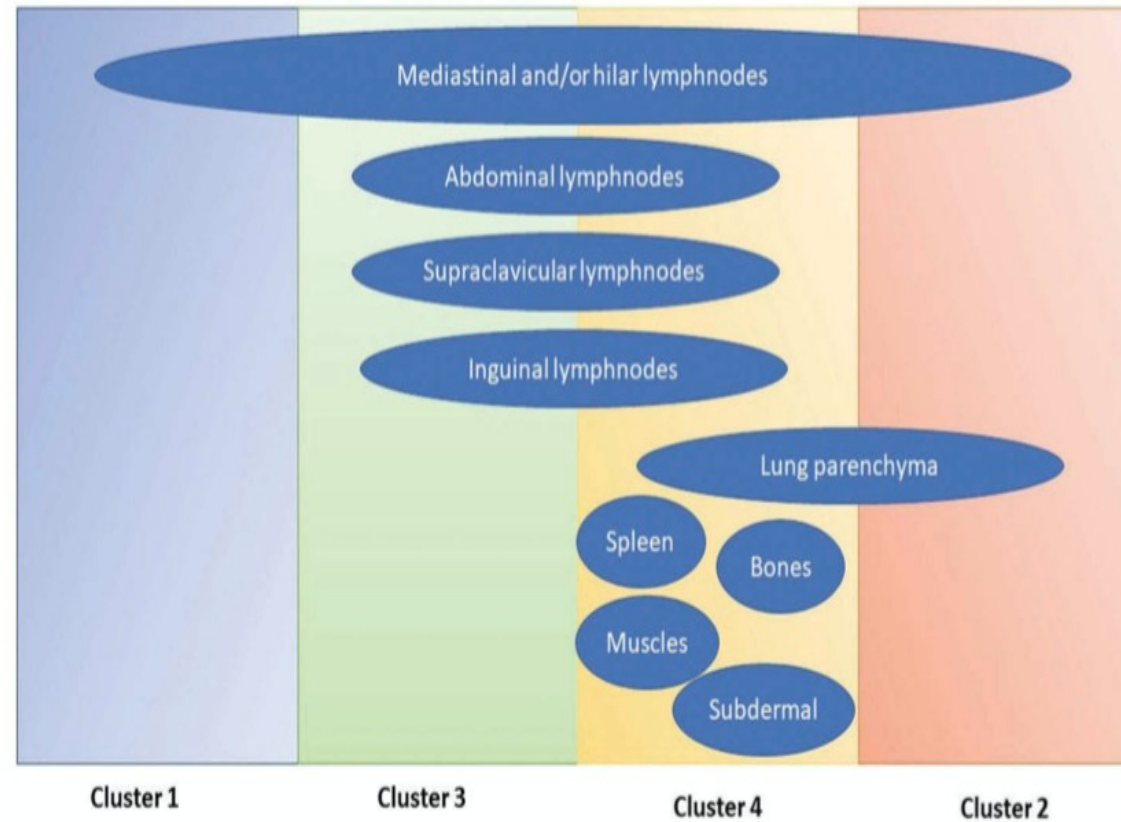 Mediastinal and/or hilar lymphnodes
Abdominal lymphnodes
Supraclavicular lymphnodes
Inguinal lymphnodes
Lung parenchyma
Spleen
Bones
Muscles
Subdermal
Cluster 1
Cluster 3
Cluster 4
Cluster 2